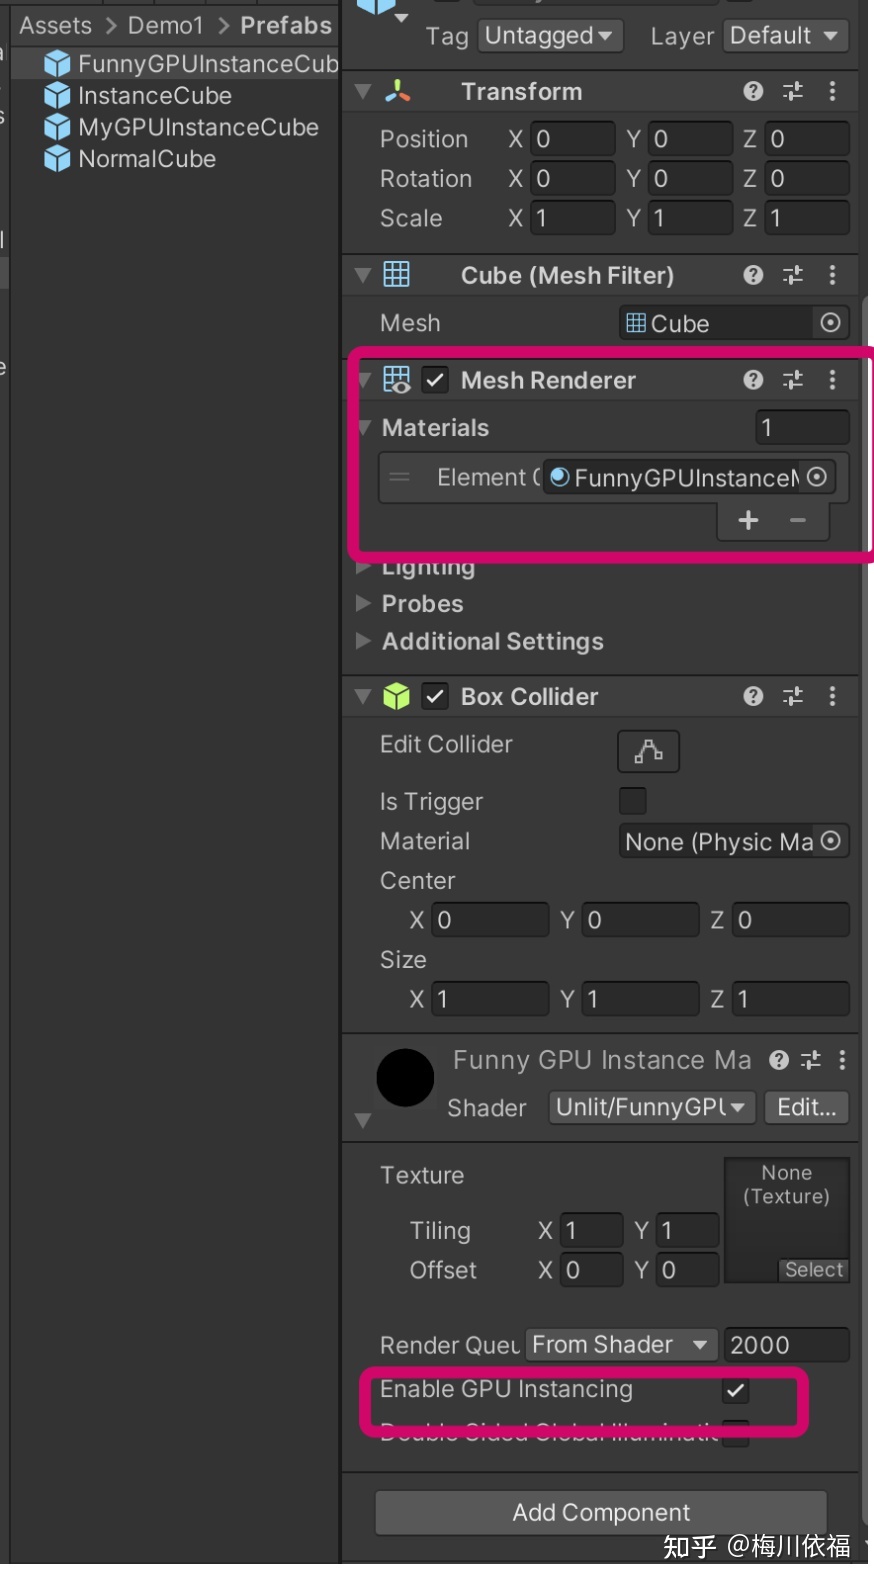 Assets > Demo1 > Prefabs
FunnyGPUInstanceCub
InstanceCube
MyGPUInstanceCube
NormalCube
Tag Untagged Layer Default
Transform
Position X 0 Y 0 Z 0
Rotation X 0 Y 0 Z 0
Scale X 1 Y 1 Z 1
Cube (Mesh Filter)
Mesh Cube
Mesh Renderer
Materials 1
Element FunnyGPUInstanceM
Lighting
Probes
Additional Settings
Box Collider
Edit Collider
Is Trigger
Material None (Physic Ma
Center
X 0 Y 0 Z 0
Size
X 1 Y 1 Z 1
Funny GPU Instance Ma
Shader Unlit/FunnyGPU Edit...
Texture None
(Texture)
Tiling X 1 Y 1
Offset X 0 Y 0
Select
Render Queu From Shader 2000
Enable GPU Instancing
Double Sided Global Illuminatic
Add Component
知乎 @梅川依福